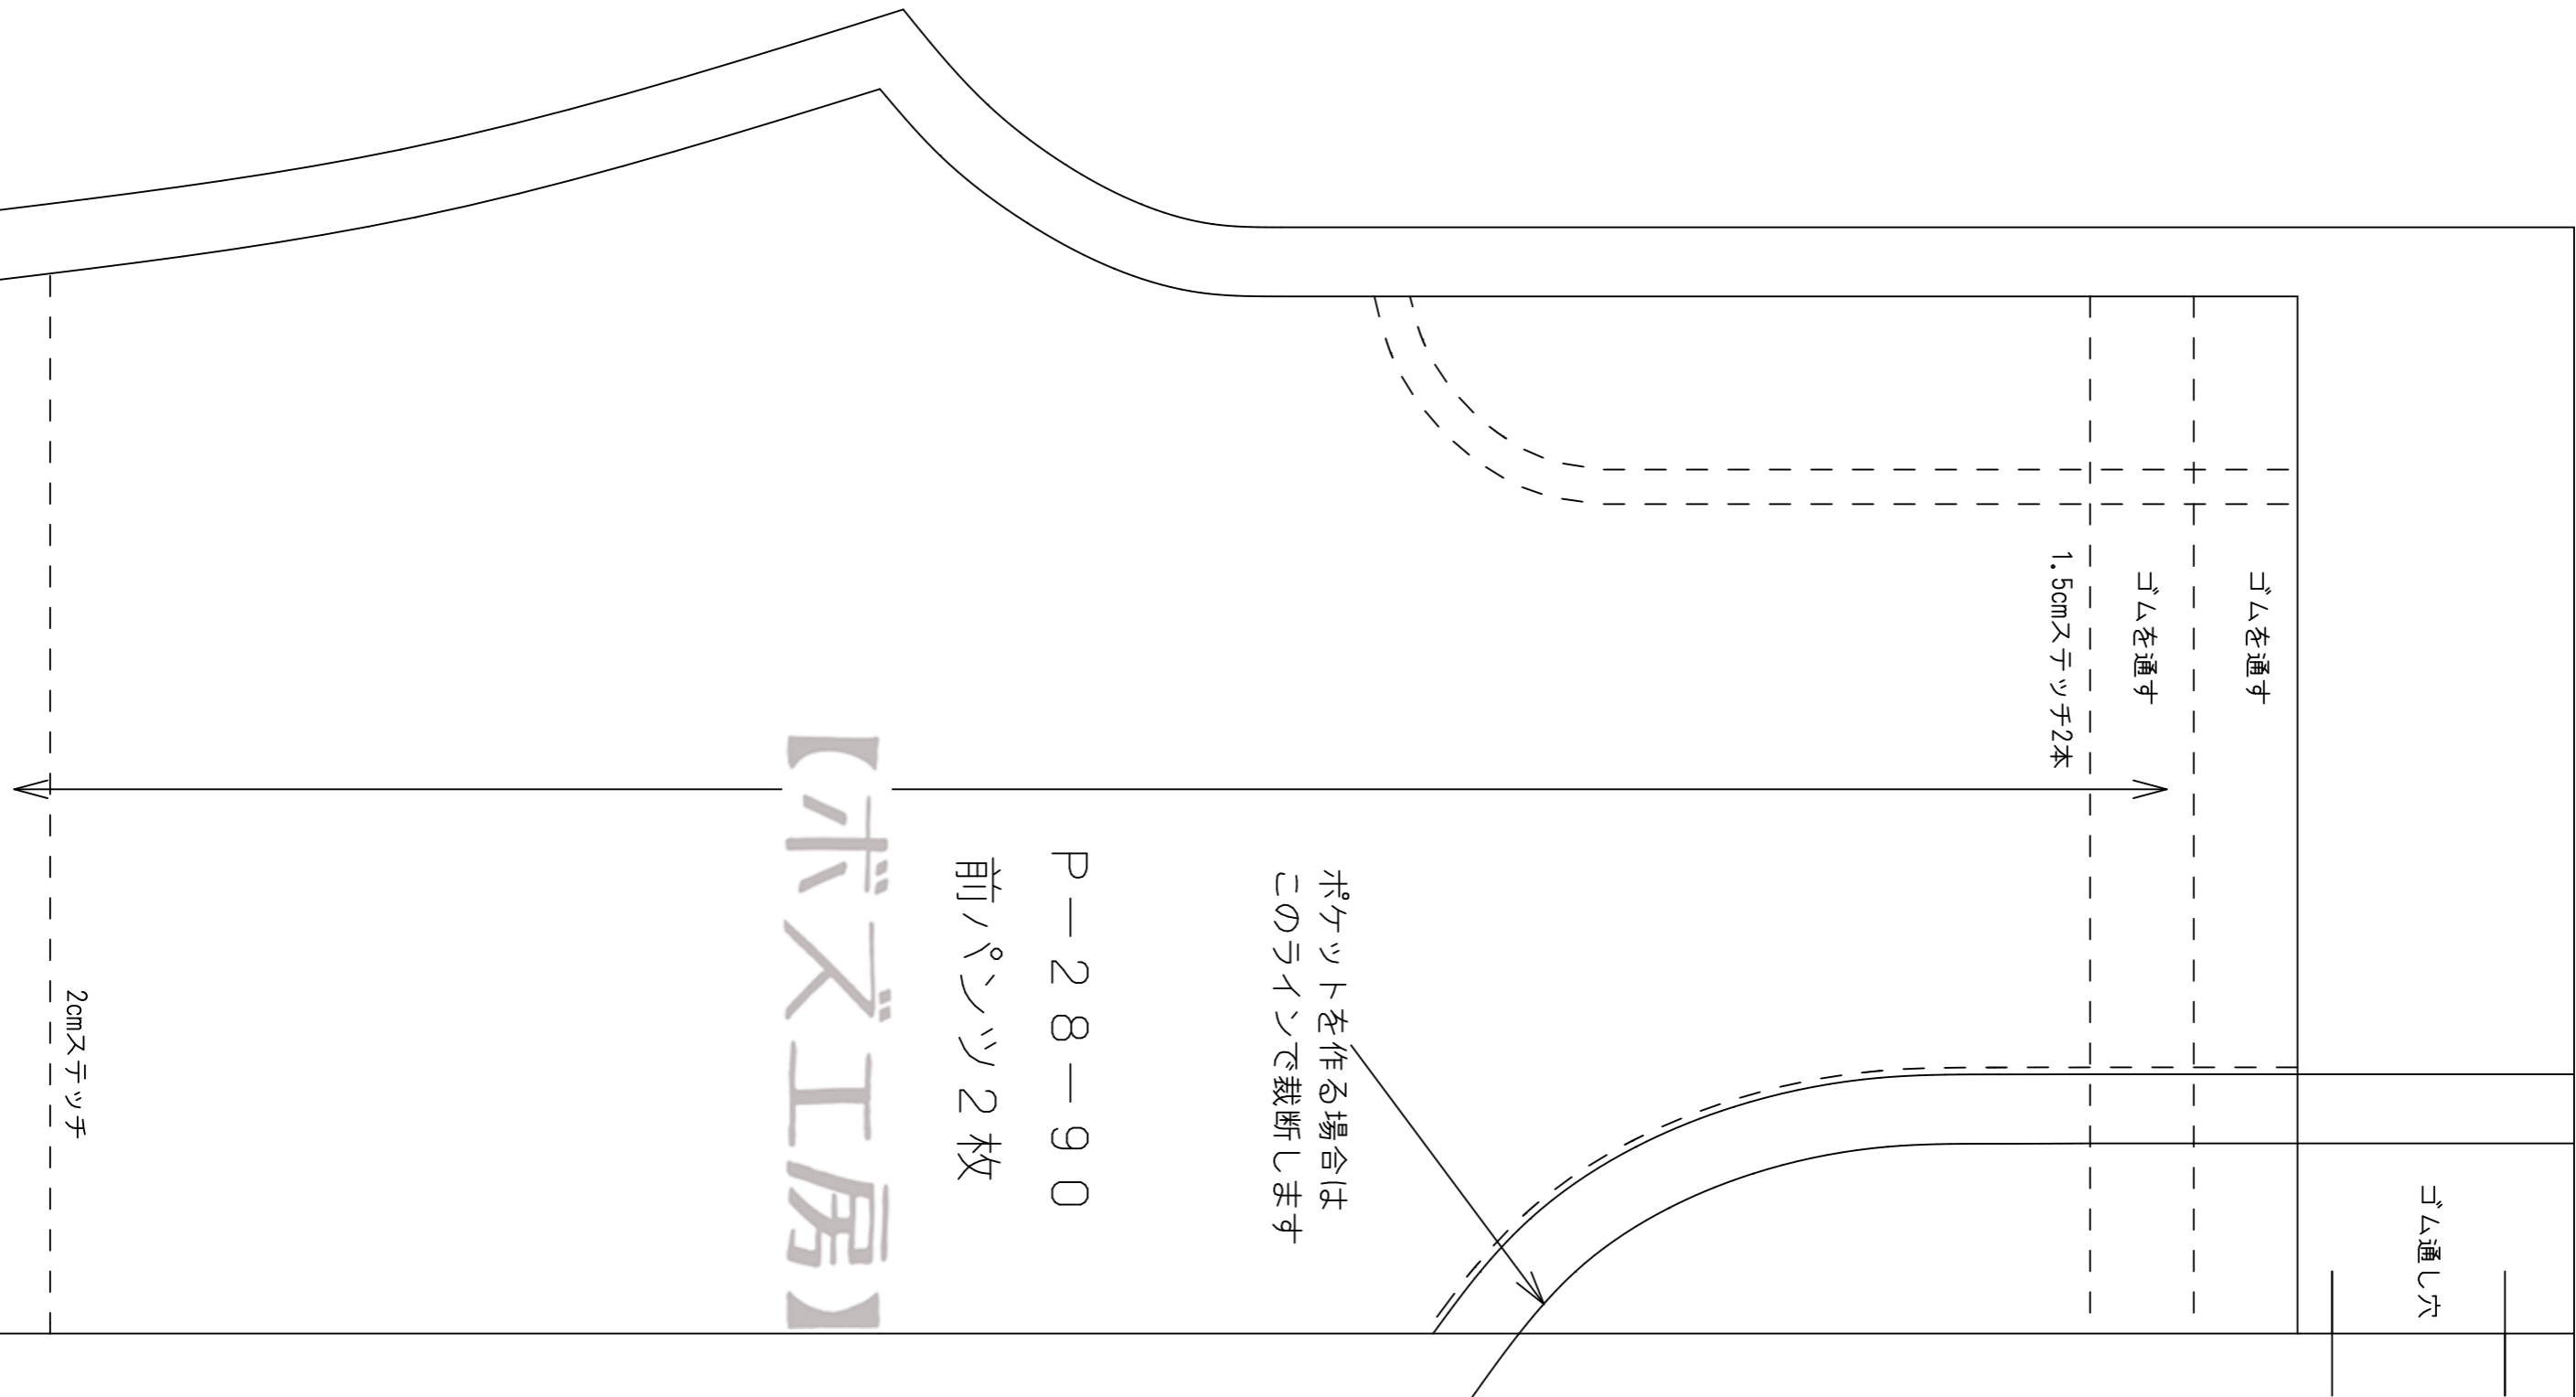 ゴム通し穴
ゴムを通す
ゴムを通す
1.5cmステッチ2本
ポケットを作る場合は
このラインで裁断します
P－28－90
前パンツ2枚
【ボズ工房】
2cmステッチ